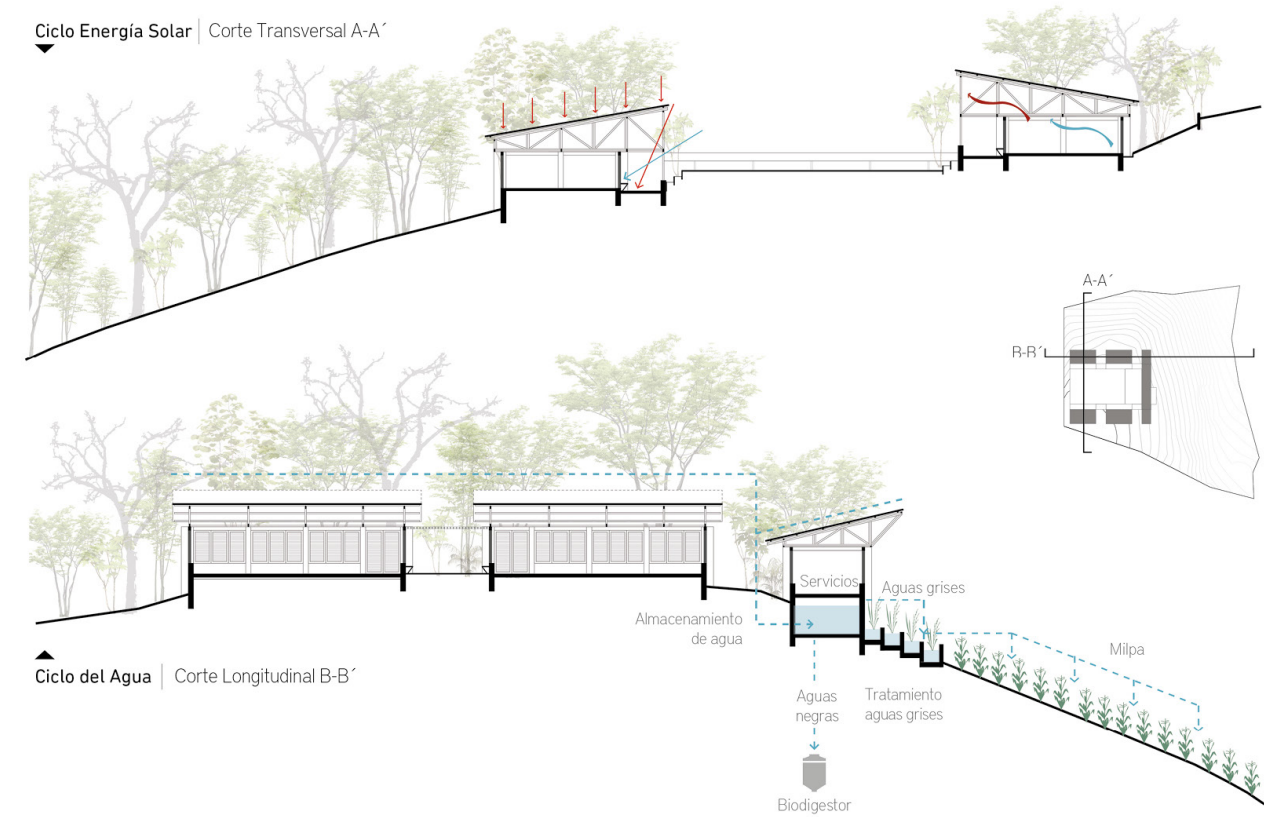 Ciclo Energía Solar | Corte Transversal A-A´
A-A´
B-B´
Servicios
Aguas grises
Almacenamiento
de agua
Milpa
Ciclo del Agua | Corte Longitudinal B-B´
Aguas
negras
Tratamiento
aguas grises
Biodigestor